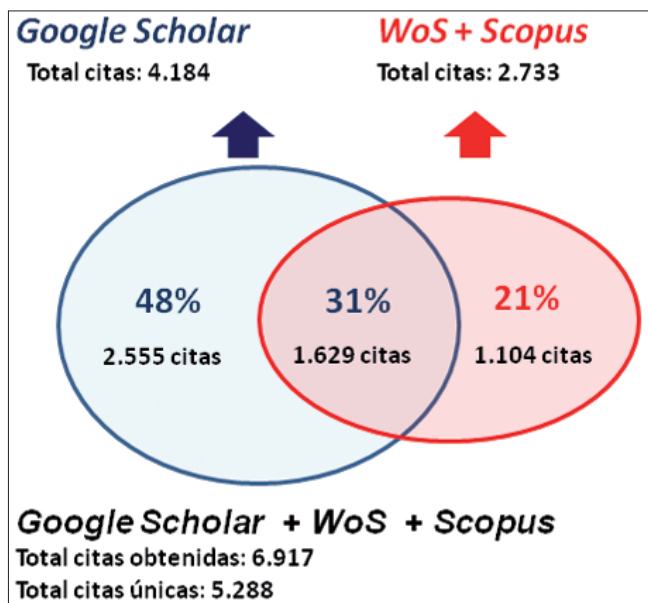 Google Scholar
WoS + Scopus
Total citas: 4.184
Total citas: 2.733
48%
31%
21%
2.555 citas
1.629 citas
1.104 citas
Google Scholar + WoS + Scopus
Total citas obtenidas: 6.917
Total citas únicas: 5.288